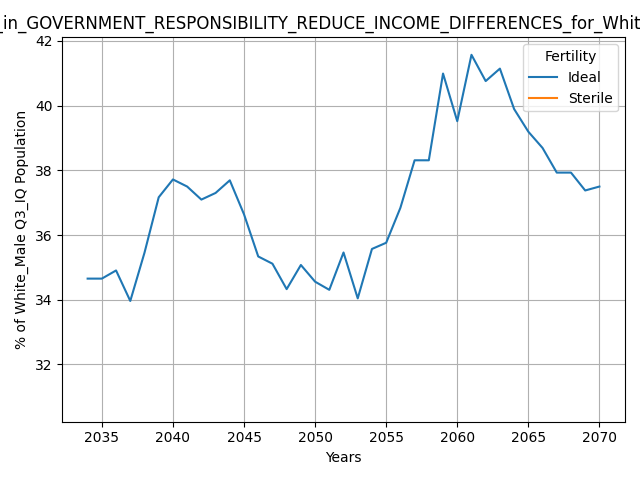 _in_GOVERNMENT_RESPONSIBILITY_REDUCE_INCOME_DIFFERENCES_for_Whit
Fertility
Ideal
Sterile
42
40
38
36
34
32
% of White_Male Q3_IQ Population
2035 2040 2045 2050 2055 2060 2065 2070
Years